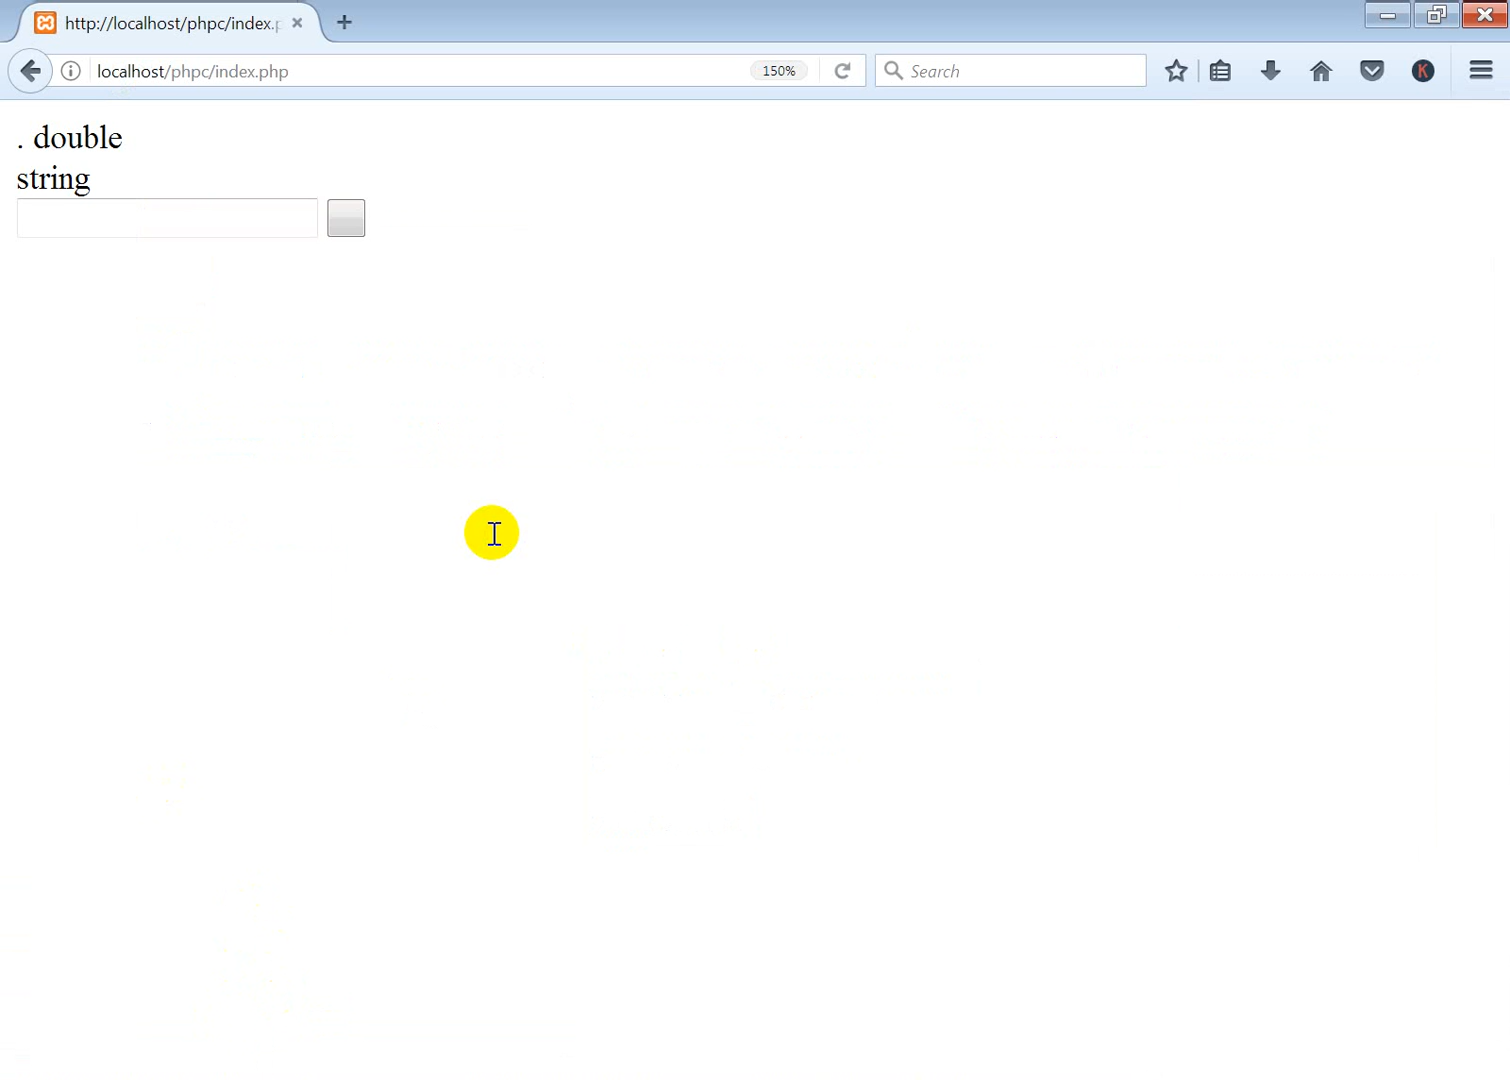 http://localhost/phpc/index.p
localhost/phpc/index.php
150%
Search
K
. double
string